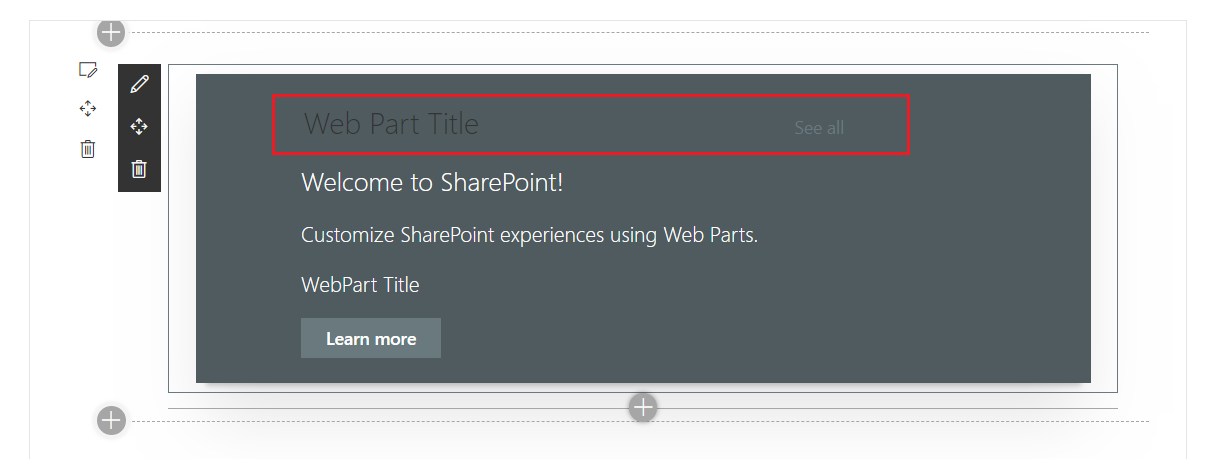 Web Part Title See all
Welcome to SharePoint!
Customize SharePoint experiences using Web Parts.
WebPart Title
Learn more